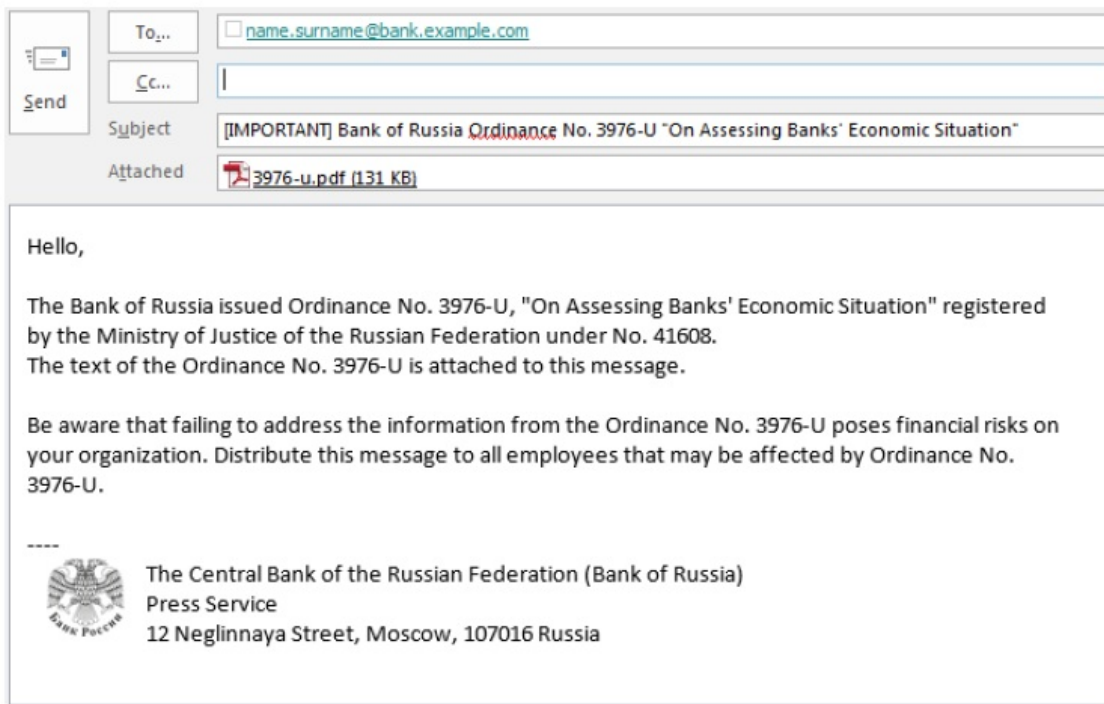 To...
name.surname@bank.example.com
Cc...
Send
Subject
[IMPORTANT] Bank of Russia Ordinance No. 3976-U "On Assessing Banks' Economic Situation"
Attached
3976-u.pdf (131 KB)
Hello,
The Bank of Russia issued Ordinance No. 3976-U, "On Assessing Banks' Economic Situation" registered
by the Ministry of Justice of the Russian Federation under No. 41608.
The text of the Ordinance No. 3976-U is attached to this message.
Be aware that failing to address the information from the Ordinance No. 3976-U poses financial risks on
your organization. Distribute this message to all employees that may be affected by Ordinance No.
3976-U.
----
Банк России
The Central Bank of the Russian Federation (Bank of Russia)
Press Service
12 Neglinnaya Street, Moscow, 107016 Russia